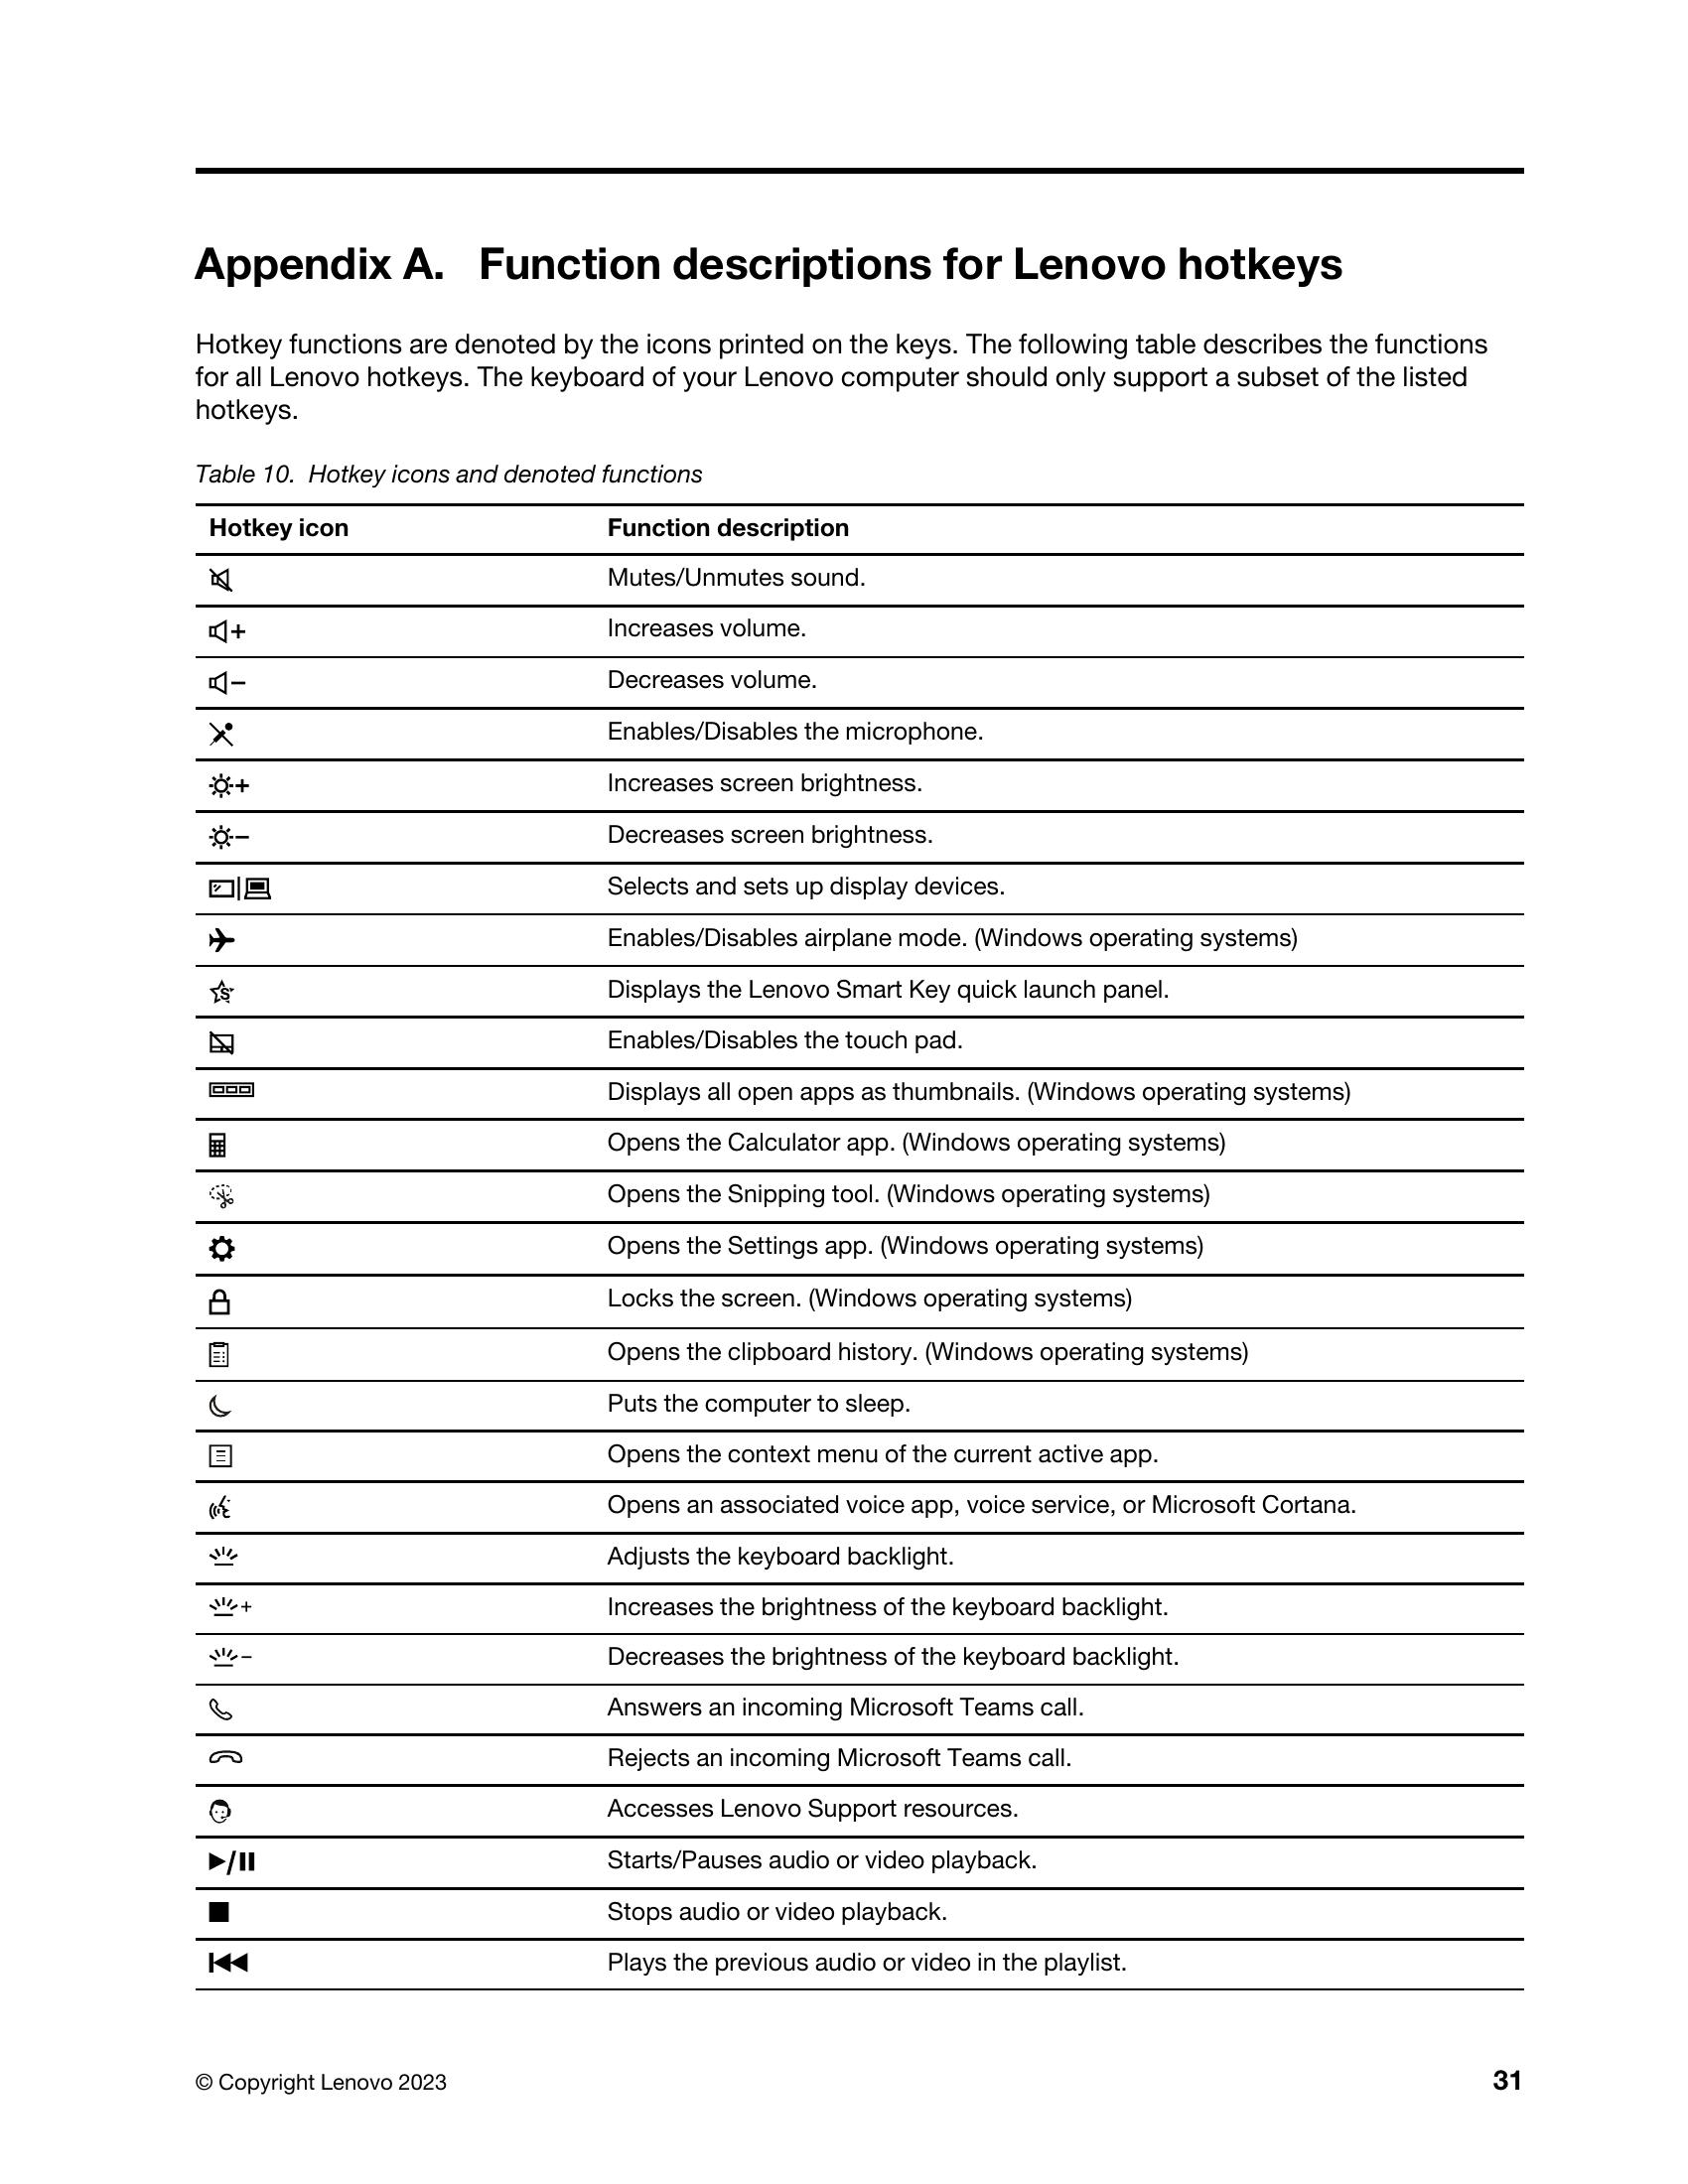 Appendix A. Function descriptions for Lenovo hotkeys
Hotkey functions are denoted by the icons printed on the keys. The following table describes the functions
for all Lenovo hotkeys. The keyboard of your Lenovo computer should only support a subset of the listed
hotkeys.
Table 10. Hotkey icons and denoted functions
Hotkey icon Function description
Mutes/Unmutes sound.
Increases volume.
Decreases volume.
Enables/Disables the microphone.
Increases screen brightness.
Decreases screen brightness.
Selects and sets up display devices.
Enables/Disables airplane mode. (Windows operating systems)
Displays the Lenovo Smart Key quick launch panel.
Enables/Disables the touch pad.
Displays all open apps as thumbnails. (Windows operating systems)
Opens the Calculator app. (Windows operating systems)
Opens the Snipping tool. (Windows operating systems)
Opens the Settings app. (Windows operating systems)
Locks the screen. (Windows operating systems)
Opens the clipboard history. (Windows operating systems)
Puts the computer to sleep.
Opens the context menu of the current active app.
Opens an associated voice app, voice service, or Microsoft Cortana.
Adjusts the keyboard backlight.
Increases the brightness of the keyboard backlight.
Decreases the brightness of the keyboard backlight.
Answers an incoming Microsoft Teams call.
Rejects an incoming Microsoft Teams call.
Accesses Lenovo Support resources.
Starts/Pauses audio or video playback.
Stops audio or video playback.
Plays the previous audio or video in the playlist.
© Copyright Lenovo 2023 31